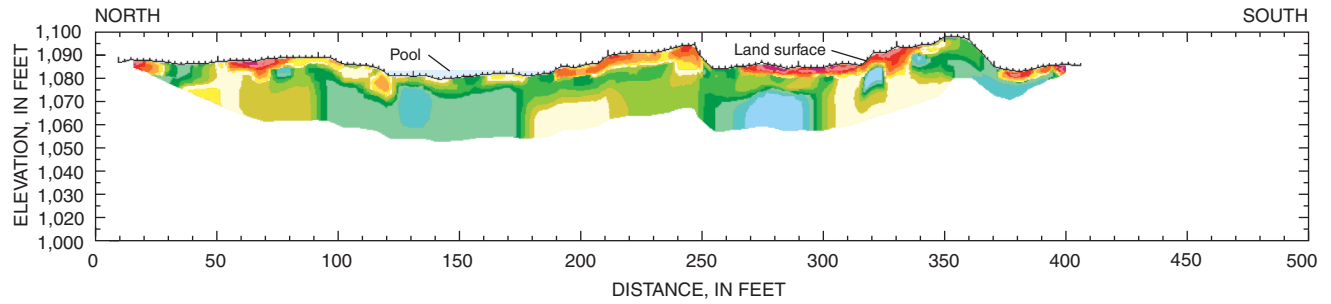 NORTH
SOUTH
ELEVATION, IN FEET
1,100
1,090
1,080
1,070
1,060
1,050
1,040
1,030
1,020
1,010
1,000
Pool
Land surface
0 50 100 150 200 250 300 350 400 450 500
DISTANCE, IN FEET